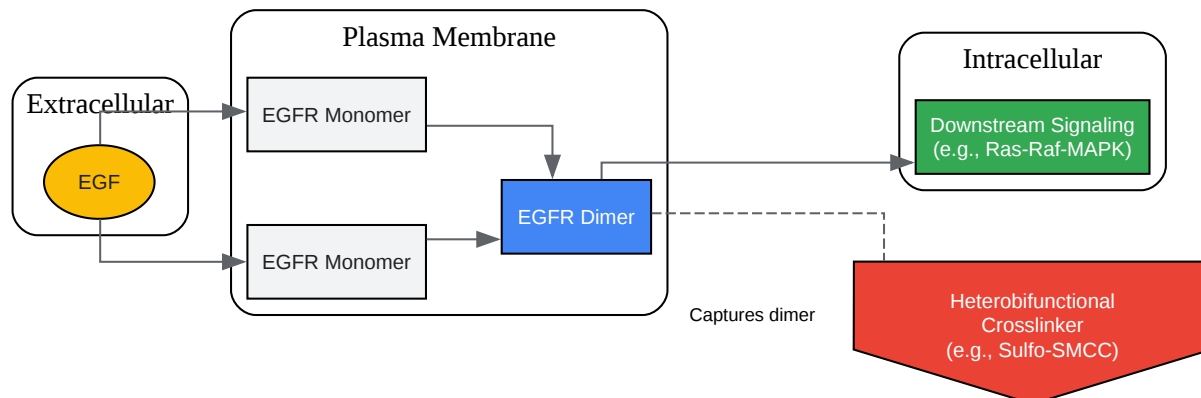 Plasma Membrane
Intracellular
Extracellular
EGFR Monomer
Downstream Signaling
(e.g., Ras-Raf-MAPK)
EGF
EGFR Dimer
EGFR Monomer
Captures dimer
Heterobifunctional
Crosslinker
(e.g., Sulfo-SMCC)